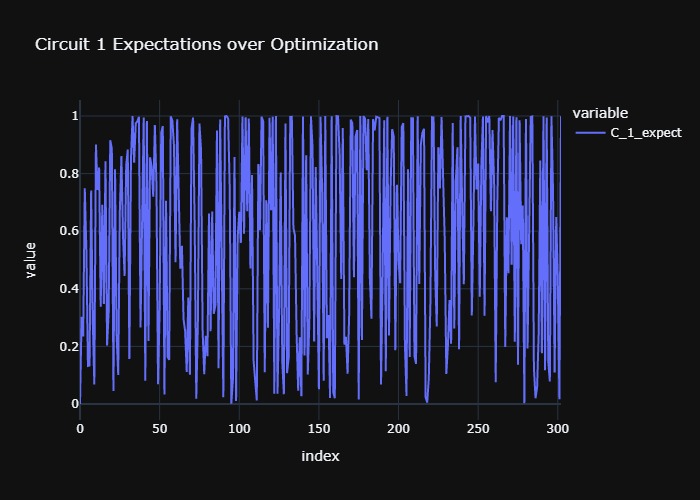 Circuit 1 Expectations over Optimization
variable
C_1_expect
value
1
0.8
0.6
0.4
0.2
0
0 50 100 150 200 250 300
index